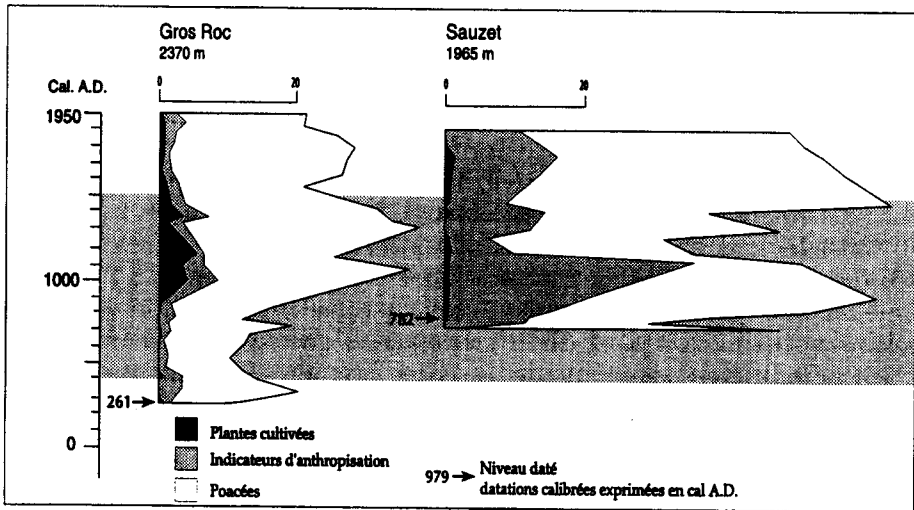 Gros Roc
2370 m
Sauzet
1965 m
0 20
0 20
Cal. A.D.
1950
1000
782
261
0
Plantes cultivées
Indicateurs d'anthropisation
Poacées
979 Niveau daté
datations calibrées exprimées en cal A.D.